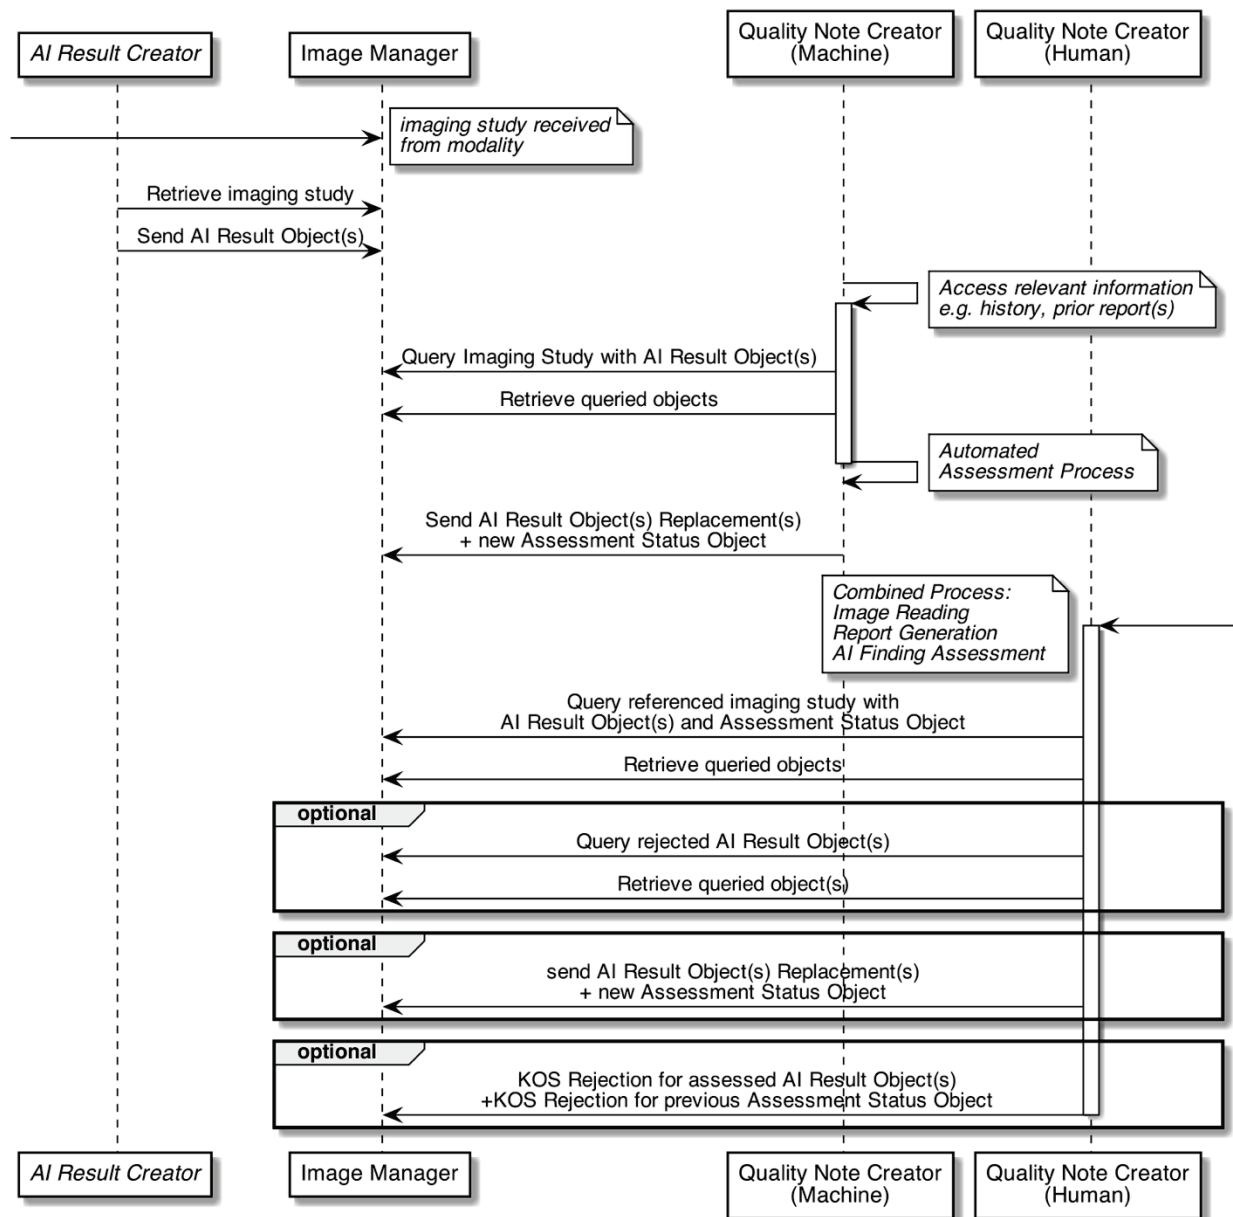 Quality Note Creator
(Machine)
Quality Note Creator
(Human)
AI Result Creator
Image Manager
imaging study received
from modality
Retrieve imaging study
Send AI Result Object(s)
Access relevant information
e.g. history, prior report(s)
Query Imaging Study with AI Result Object(s)
Retrieve queried objects
Automated
Assessment Process
Send AI Result Object(s) Replacement(s)
+ new Assessment Status Object
Combined Process:
Image Reading
Report Generation
AI Finding Assessment
Query referenced imaging study with
AI Result Object(s) and Assessment Status Object
Retrieve queried objects
optional
Query rejected AI Result Object(s)
Retrieve queried object(s)
optional
send AI Result Object(s) Replacement(s)
+ new Assessment Status Object
optional
KOS Rejection for assessed AI Result Object(s)
+KOS Rejection for previous Assessment Status Object
AI Result Creator
Image Manager
Quality Note Creator
(Machine)
Quality Note Creator
(Human)